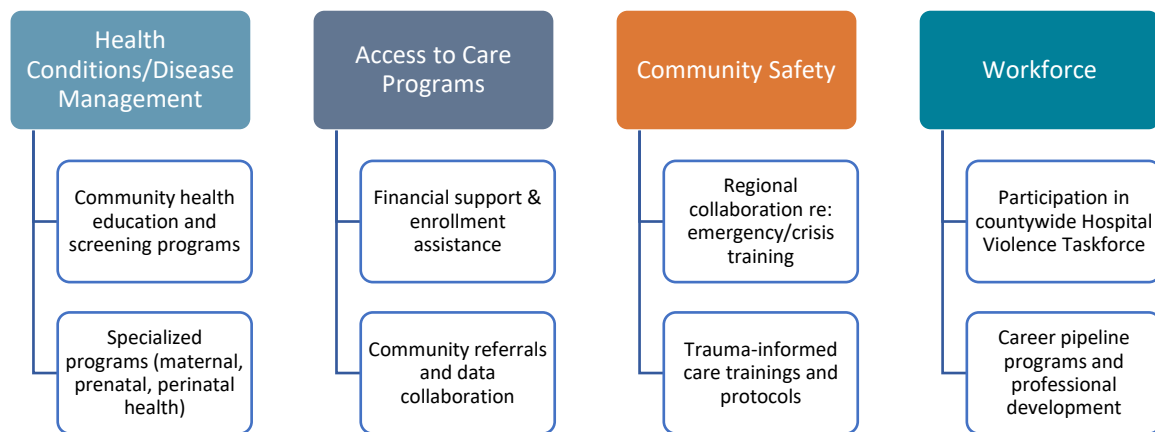 Health
Conditions/Disease
Management
Community health
education and
screening programs
Specialized
programs (maternal,
prenatal, perinatal
health)
Access to Care
Programs
Financial support &
enrollment
assistance
Community referrals
and data
collaboration
Community Safety
Regional
collaboration re:
emergency/crisis
training
Trauma-informed
care trainings and
protocols
Workforce
Participation in
countywide Hospital
Violence Taskforce
Career pipeline
programs and
professional
development